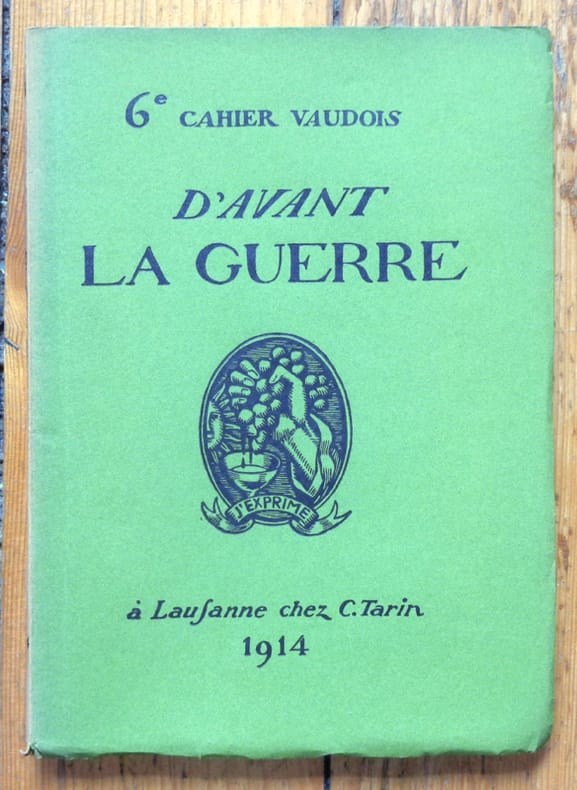 6e CAHIER VAUDOIS
D'AVANT
LA GUERRE
J'EXPRIME
à Lauſanne chez C. Tarin
1914